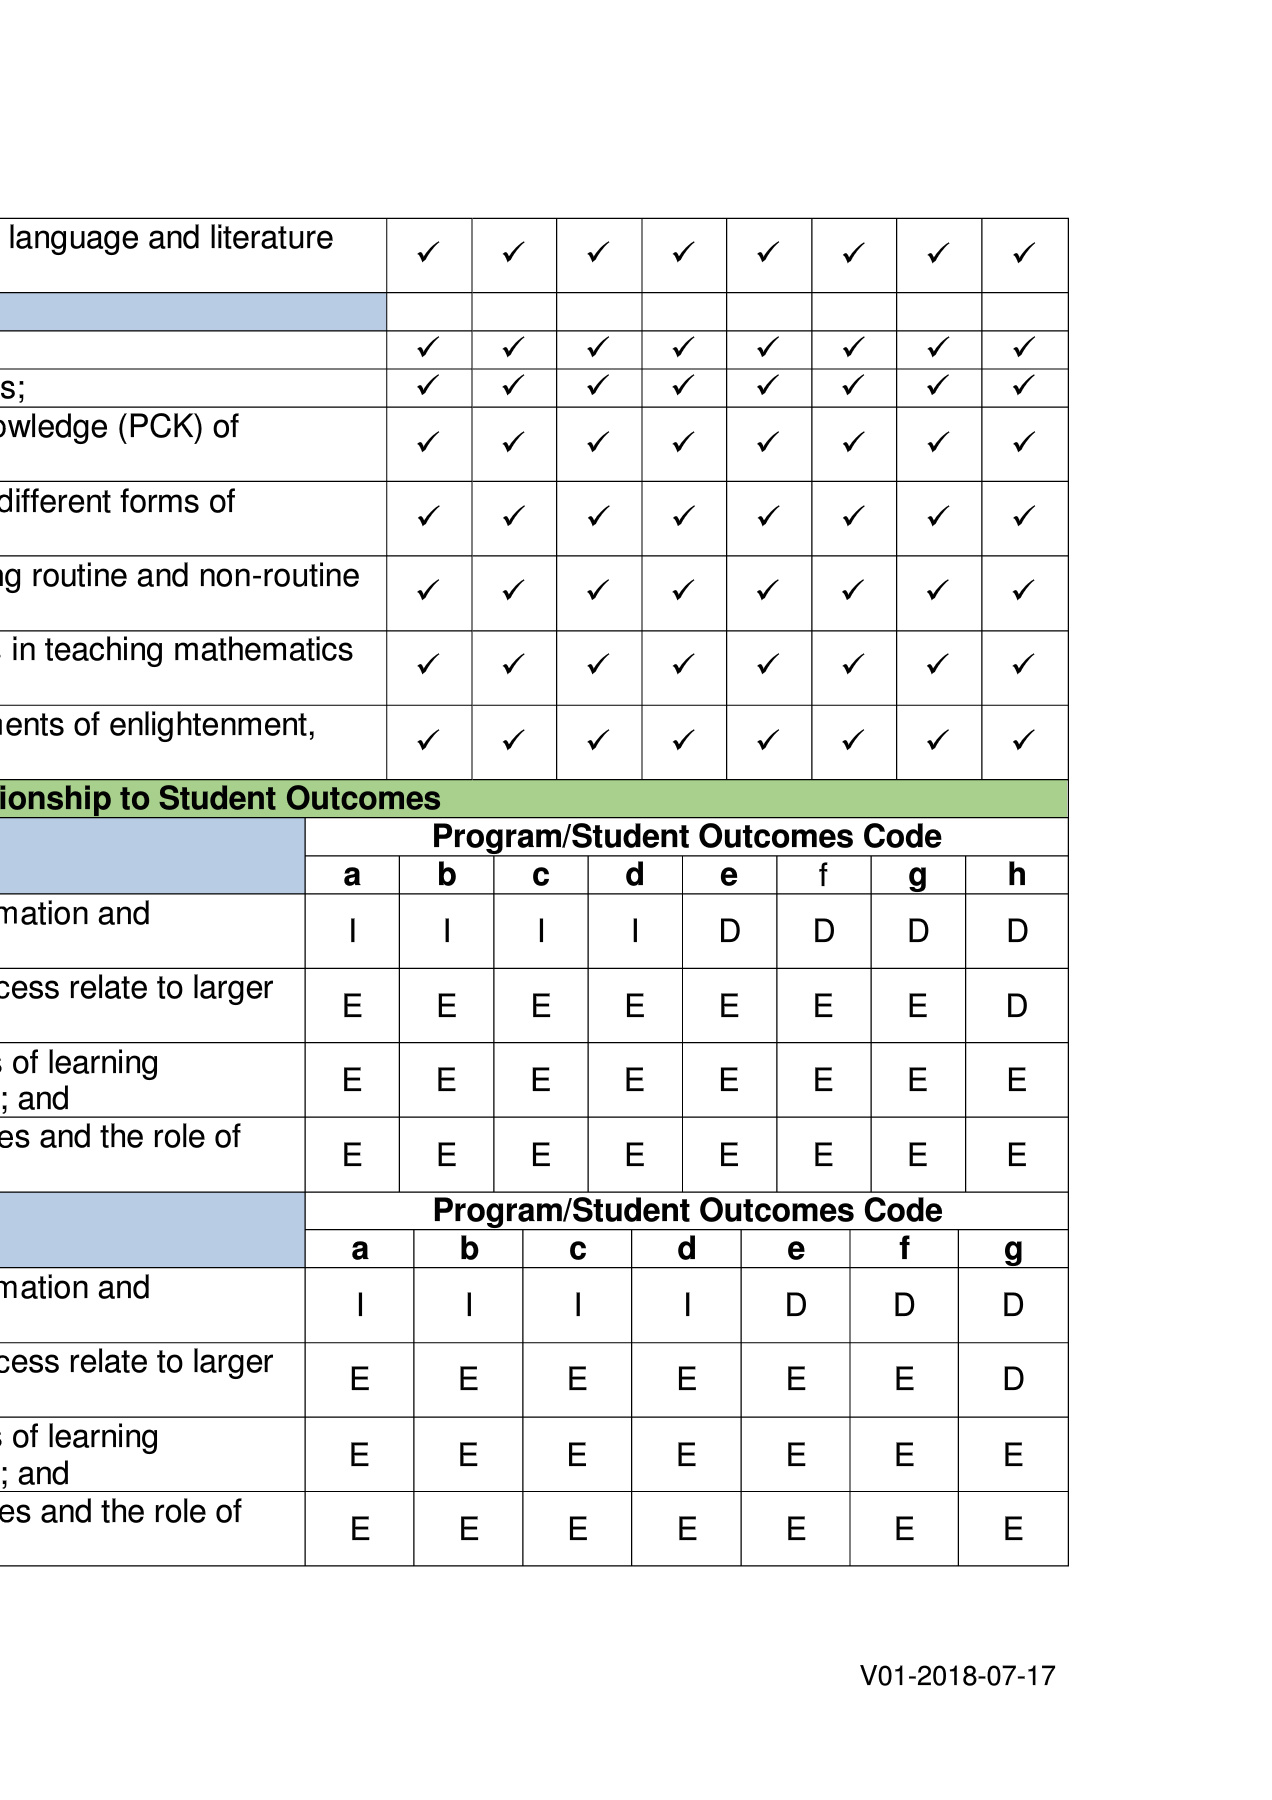 language and literature ✓ ✓ ✓ ✓ ✓ ✓ ✓ ✓
✓ ✓ ✓ ✓ ✓ ✓ ✓ ✓
s; ✓ ✓ ✓ ✓ ✓ ✓ ✓ ✓
owledge (PCK) of ✓ ✓ ✓ ✓ ✓ ✓ ✓ ✓
different forms of ✓ ✓ ✓ ✓ ✓ ✓ ✓ ✓
ng routine and non-routine ✓ ✓ ✓ ✓ ✓ ✓ ✓ ✓
in teaching mathematics ✓ ✓ ✓ ✓ ✓ ✓ ✓ ✓
nents of enlightenment, ✓ ✓ ✓ ✓ ✓ ✓ ✓ ✓
ionship to Student Outcomes
Program/Student Outcomes Code
a b c d e f g h
mation and I I I I D D D D
cess relate to larger E E E E E E E D
s of learning
; and E E E E E E E E
es and the role of E E E E E E E E
Program/Student Outcomes Code
a b c d e f g
mation and I I I I D D D
cess relate to larger E E E E E E D
s of learning
; and E E E E E E E
es and the role of E E E E E E E
V01-2018-07-17